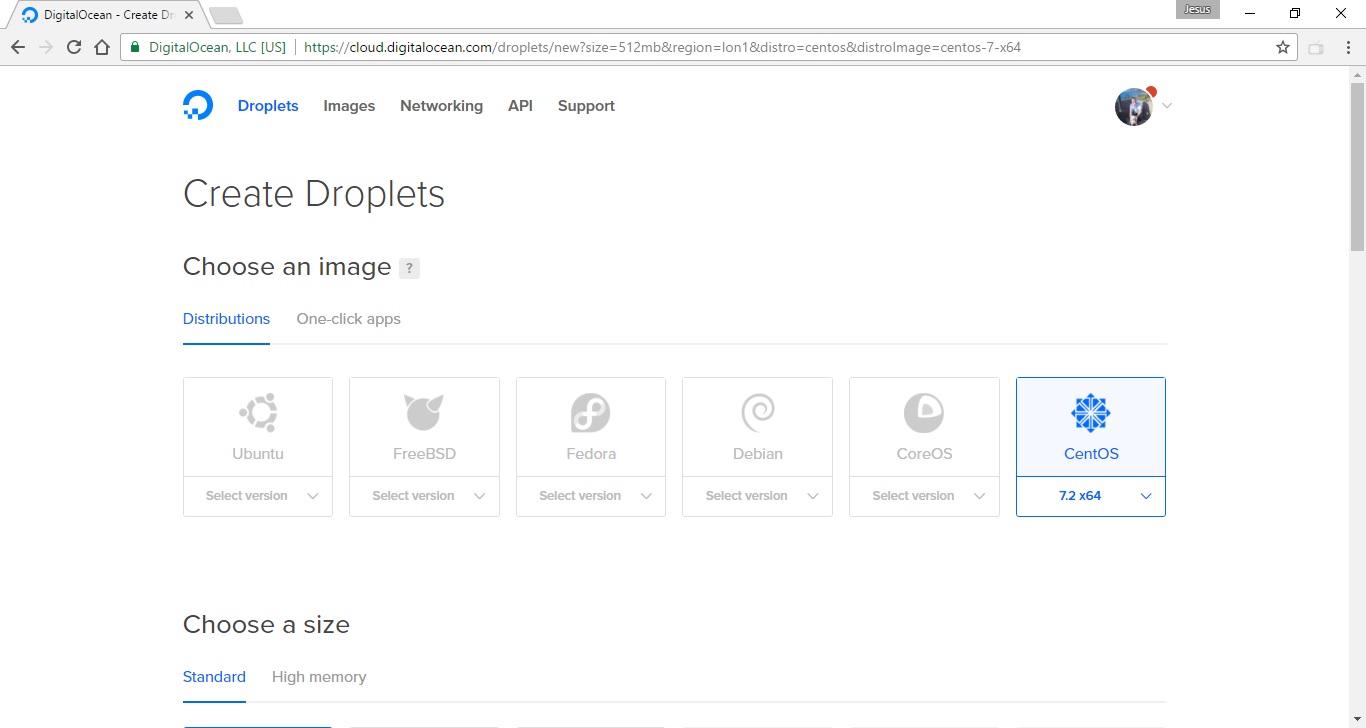 DigitalOcean - Create Dr
Jesus
DigitalOcean, LLC [US] https://cloud.digitalocean.com/droplets/new?size=512mb&region=lon1&distro=centos&distroImage=centos-7-x64
Droplets Images Networking API Support
Create Droplets
Choose an image ?
Distributions One-click apps
Ubuntu FreeBSD Fedora Debian CoreOS CentOS
Select version Select version Select version Select version Select version 7.2 x64
Choose a size
Standard High memory